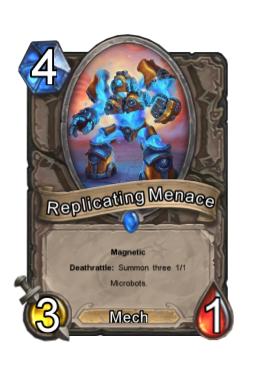 4
Replicating Menace
Magnetic
Deathrattle: Summon three 1/1
Microbots.
3
Mech
1